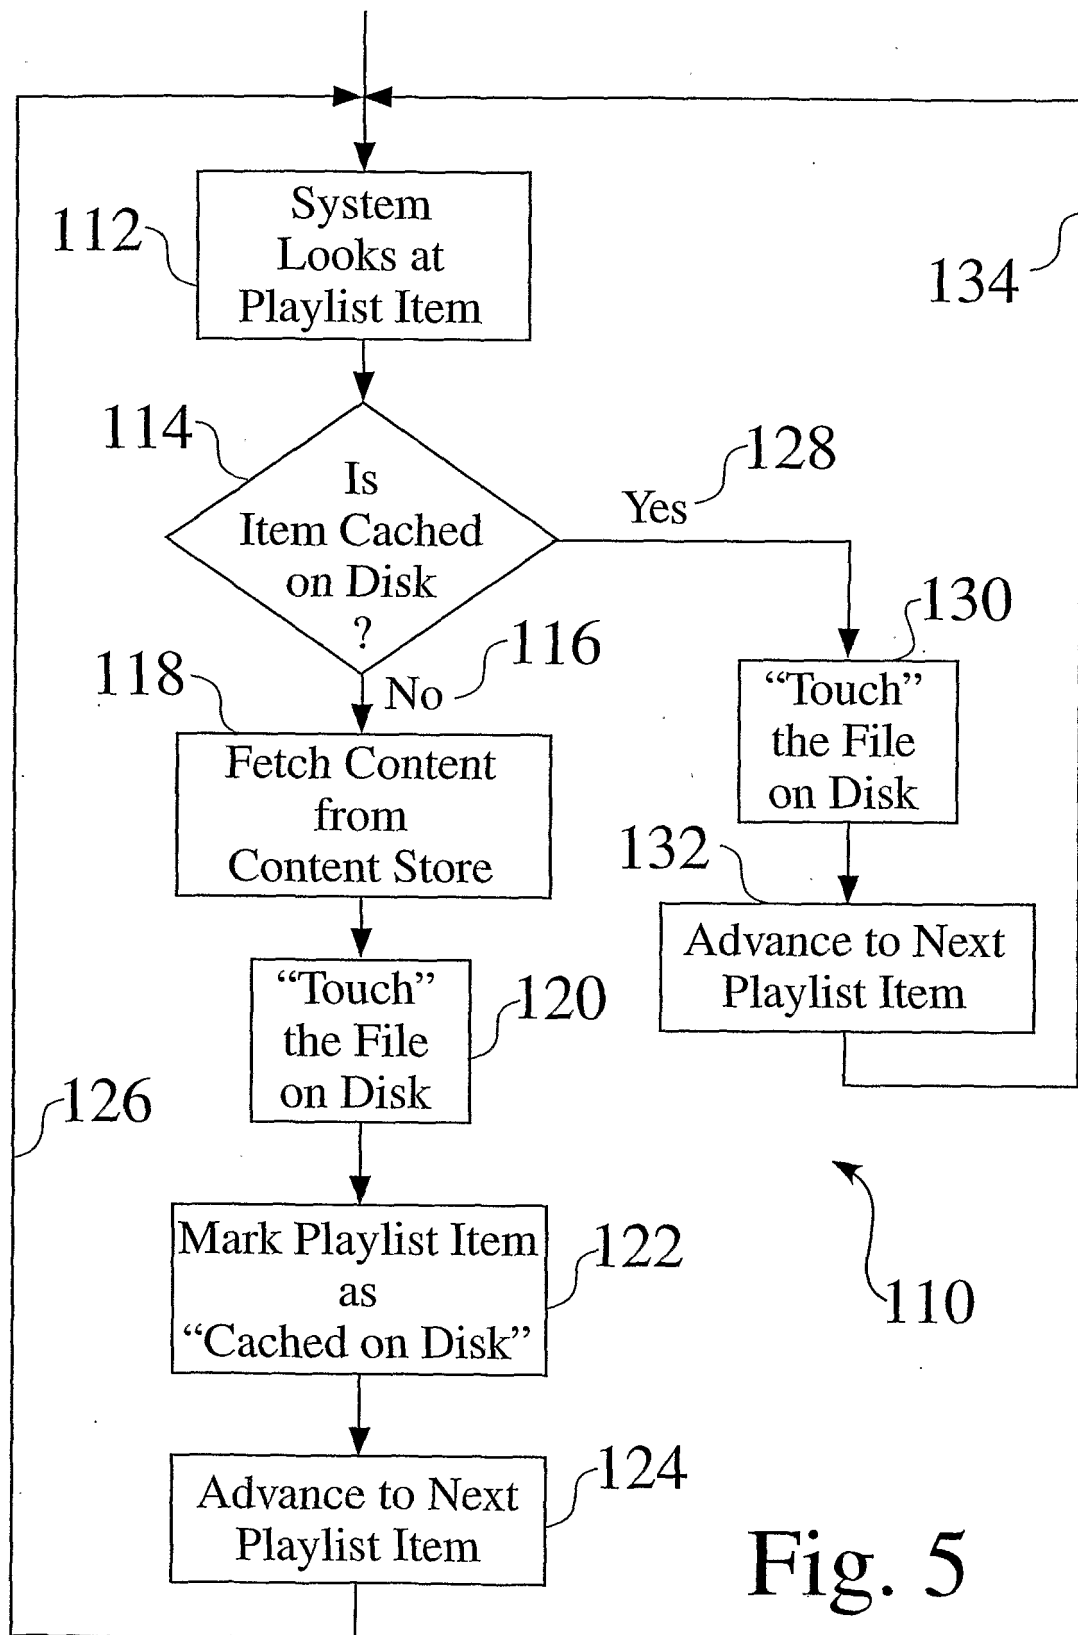 System
Looks at
Playlist Item
112
134
114
Is
Item Cached
on Disk
?
128
Yes
116
No
130
118
Fetch Content
from
Content Store
“Touch”
the File
on Disk
132
Advance to Next
Playlist Item
“Touch”
the File
on Disk
120
126
Mark Playlist Item
as
“Cached on Disk”
122
110
Advance to Next
Playlist Item
124
Fig. 5